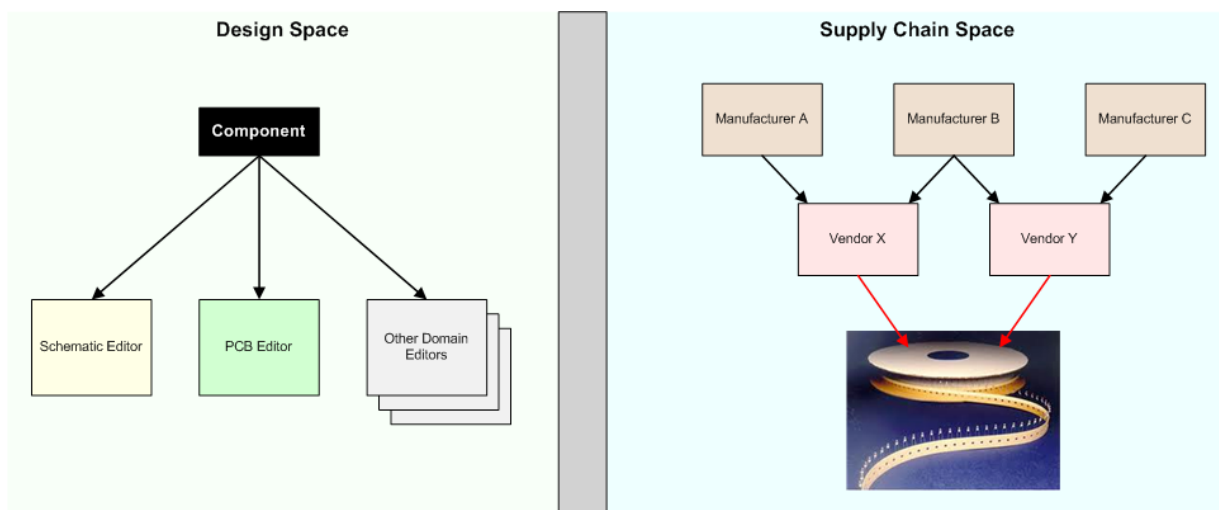 Design Space
Supply Chain Space
Component
Manufacturer A
Manufacturer B
Manufacturer C
Vendor X
Vendor Y
Schematic Editor
PCB Editor
Other Domain
Editors